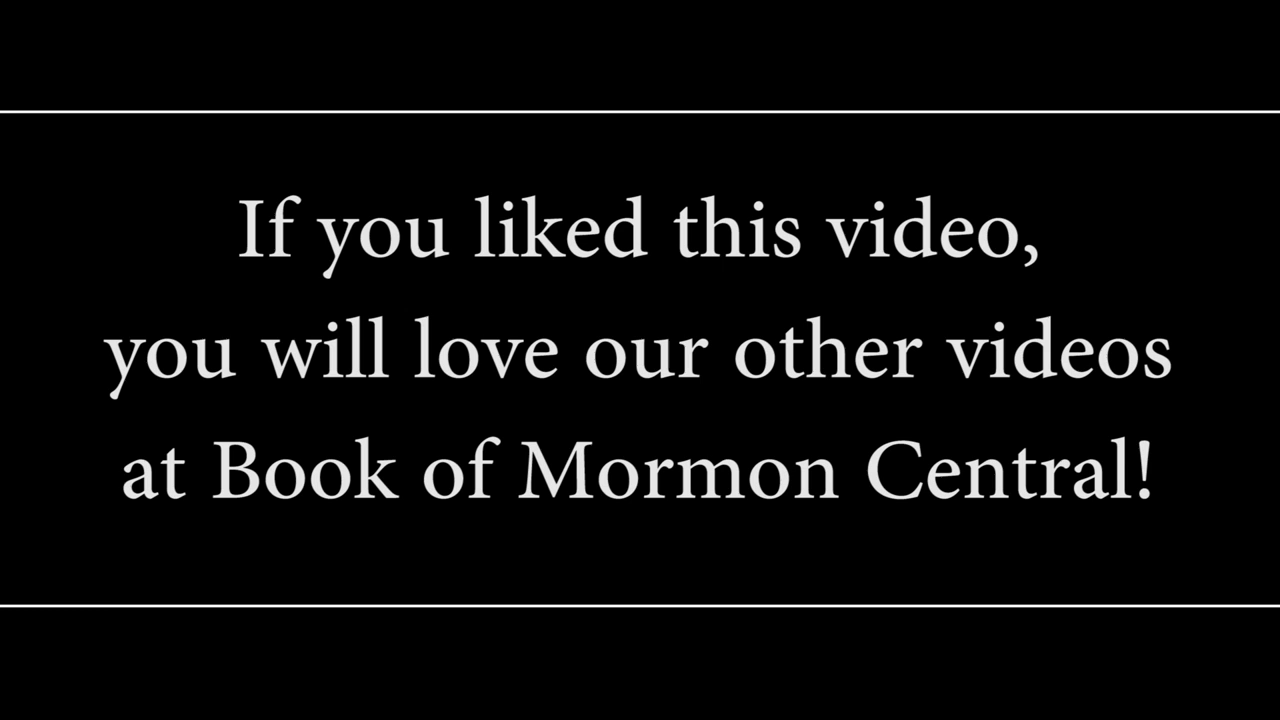 If you liked this video,
you will love our other videos
at Book of Mormon Central!